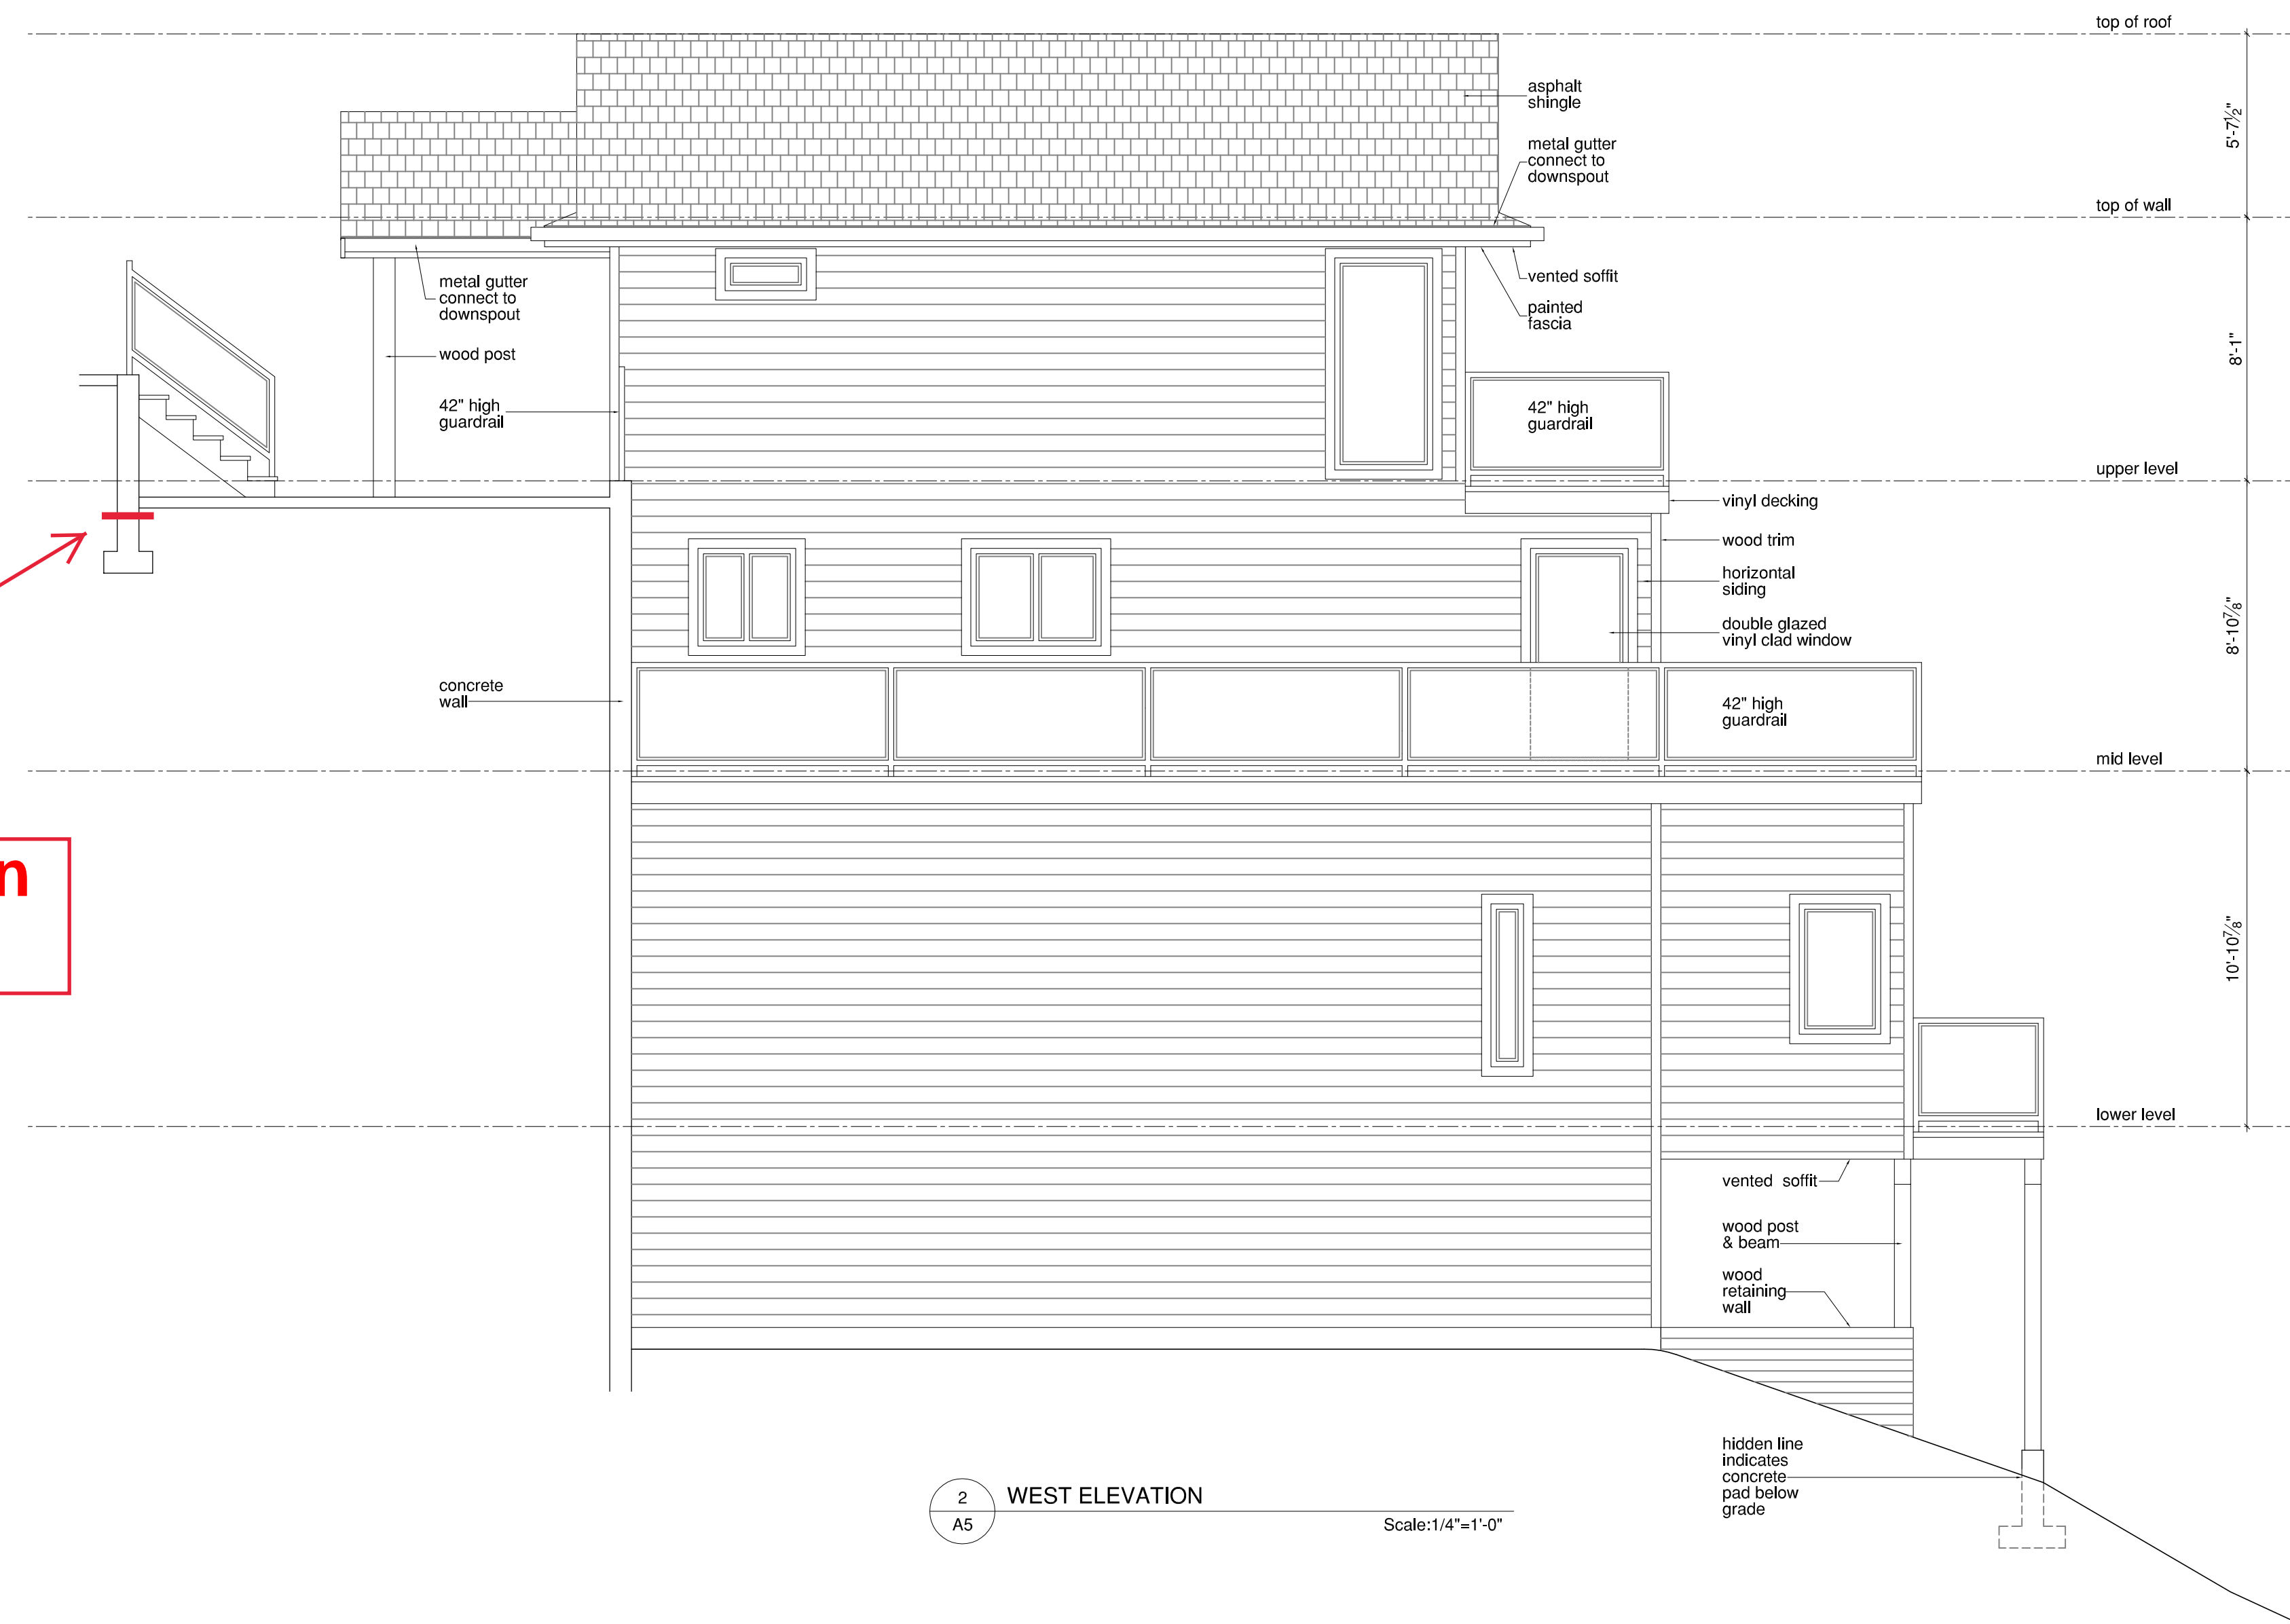 top of roof
asphalt
shingle
5'-7½"
metal gutter
connect to
downspout
top of wall
metal gutter
connect to
downspout
vented soffit
painted
fascia
wood post
8'-1"
42" high
guardrail
42" high
guardrail
upper level
vinyl decking
wood trim
horizontal
siding
double glazed
vinyl clad window
8'-10⅞"
concrete
wall
42" high
guardrail
mid level
n
10'-10⅞"
lower level
vented soffit
wood post
& beam
wood
retaining
wall
hidden line
indicates
concrete
pad below
grade
2
A5
WEST ELEVATION
Scale:1/4"=1'-0"